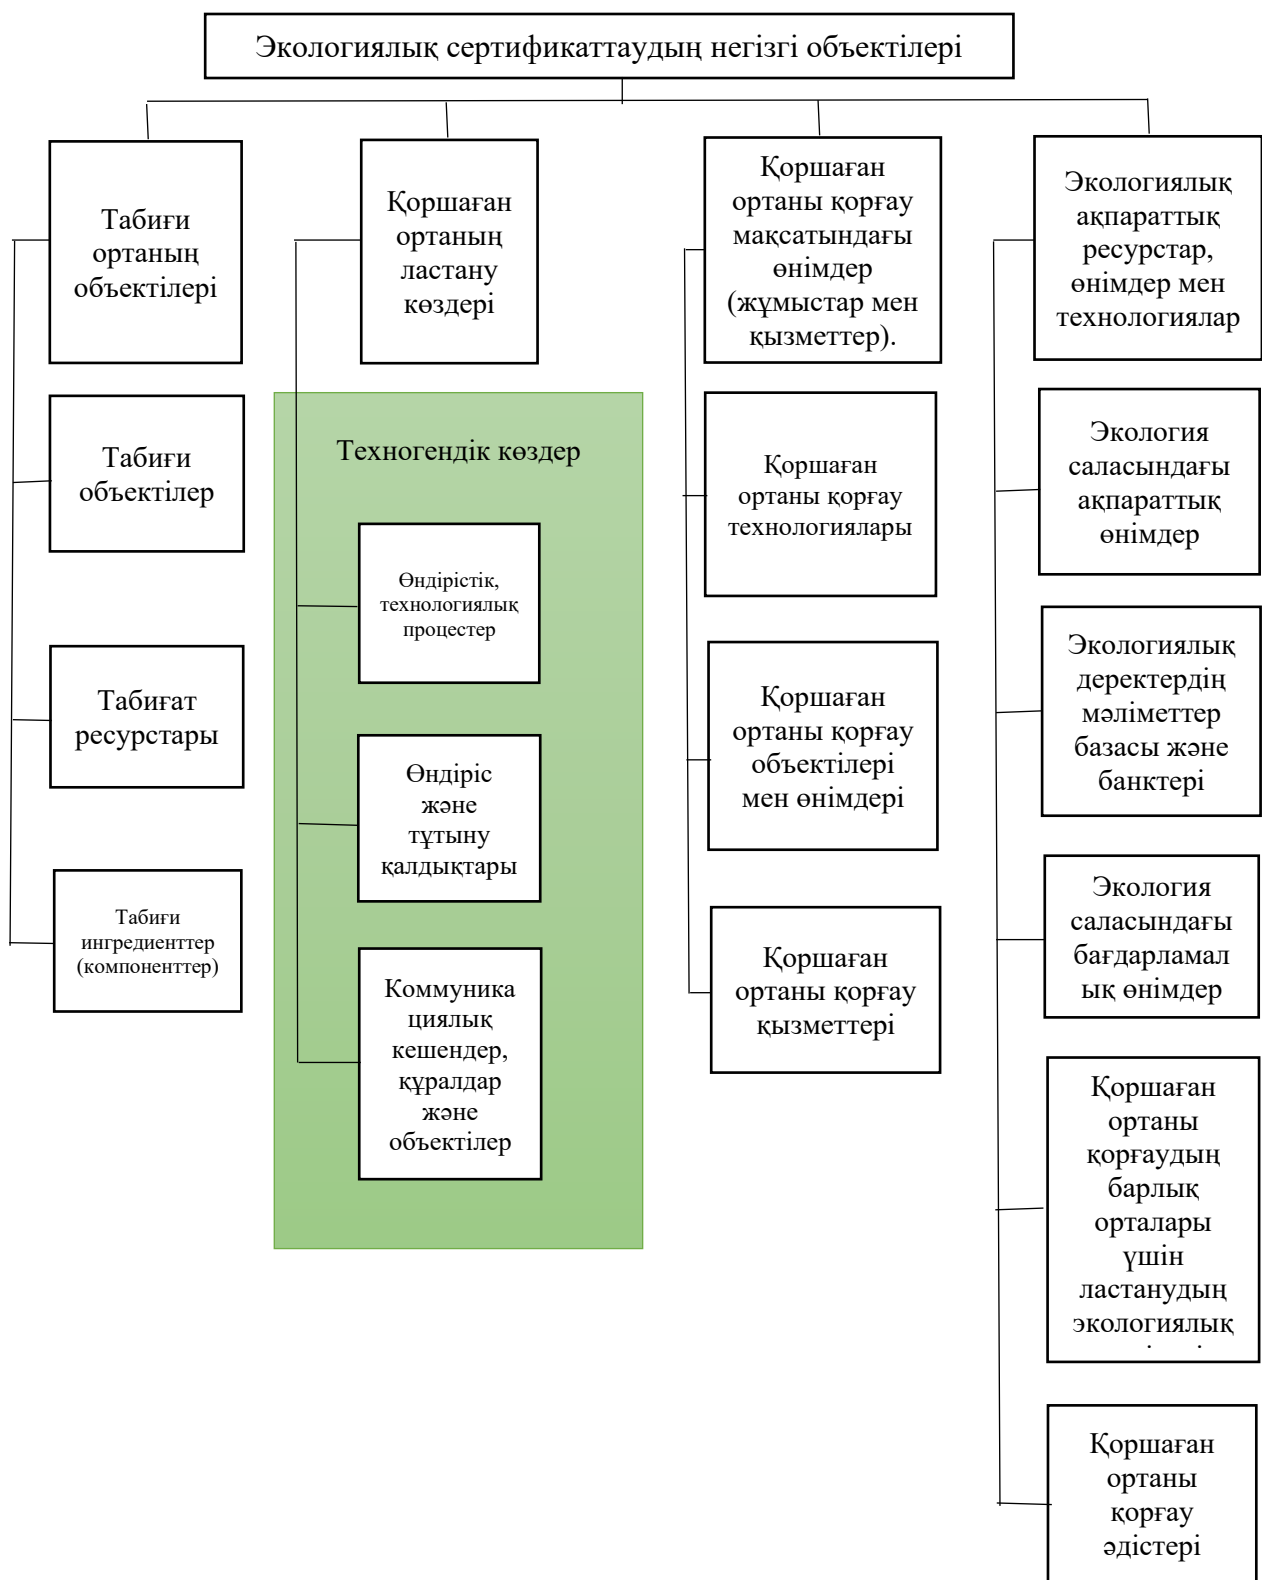 Экологиялық сертификаттаудың негізгі объектілері
Табиғи
ортаның
объектілері
Табиғи
объектілер
Табиғат
ресурстары
Табиғи
ингредиенттер
(компоненттер)
Қоршаған
ортаның
ластану
көздері
Техногендік көздер
Өндірістік,
технологиялық
процестер
Өндіріс
және
тұтыну
қалдықтары
Коммуника
циялық
кешендер,
құралдар
және
объектілер
Қоршаған
ортаны қорғау
мақсатындағы
өнімдер
(жұмыстар мен
қызметтер).
Қоршаған
ортаны қорғау
технологиялары
Қоршаған
ортаны қорғау
объектілері
мен өнімдері
Қоршаған
ортаны қорғау
қызметтері
Экологиялық
ақпараттық
ресурстар,
өнімдер мен
технологиялар
Экология
саласындағы
ақпараттық
өнімдер
Экологиялық
деректердің
мәліметтер
базасы және
банктері
Экология
саласындағы
бағдарламал
ық өнімдер
Қоршаған
ортаны
қорғаудың
барлық
орталары
үшін
ластанудың
экологиялық
Қоршаған
ортаны
қорғау
әдістері